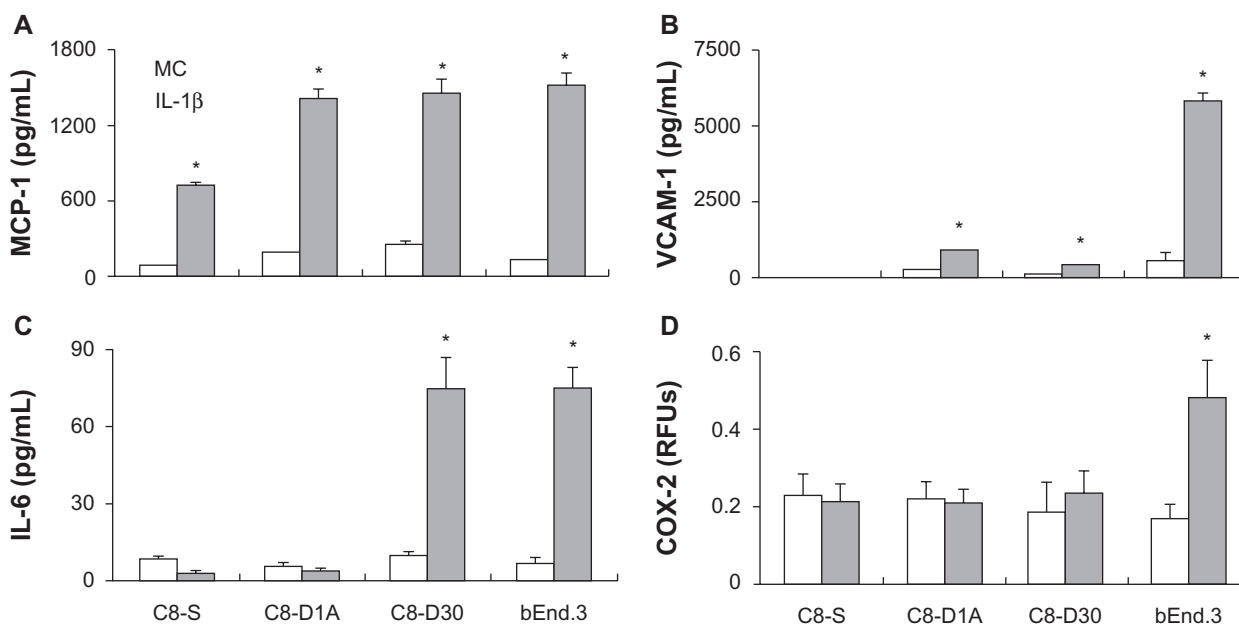 A
MCP-1 (pg/mL)
1800
1200
600
0
MC
IL-1β
*
*
*
*
B
VCAM-1 (pg/mL)
7500
5000
2500
0
*
*
*
C
IL-6 (pg/mL)
90
60
30
0
*
*
C8-S
C8-D1A
C8-D30
bEnd.3
D
COX-2 (RFUs)
0.6
0.4
0.2
0
*
C8-S
C8-D1A
C8-D30
bEnd.3